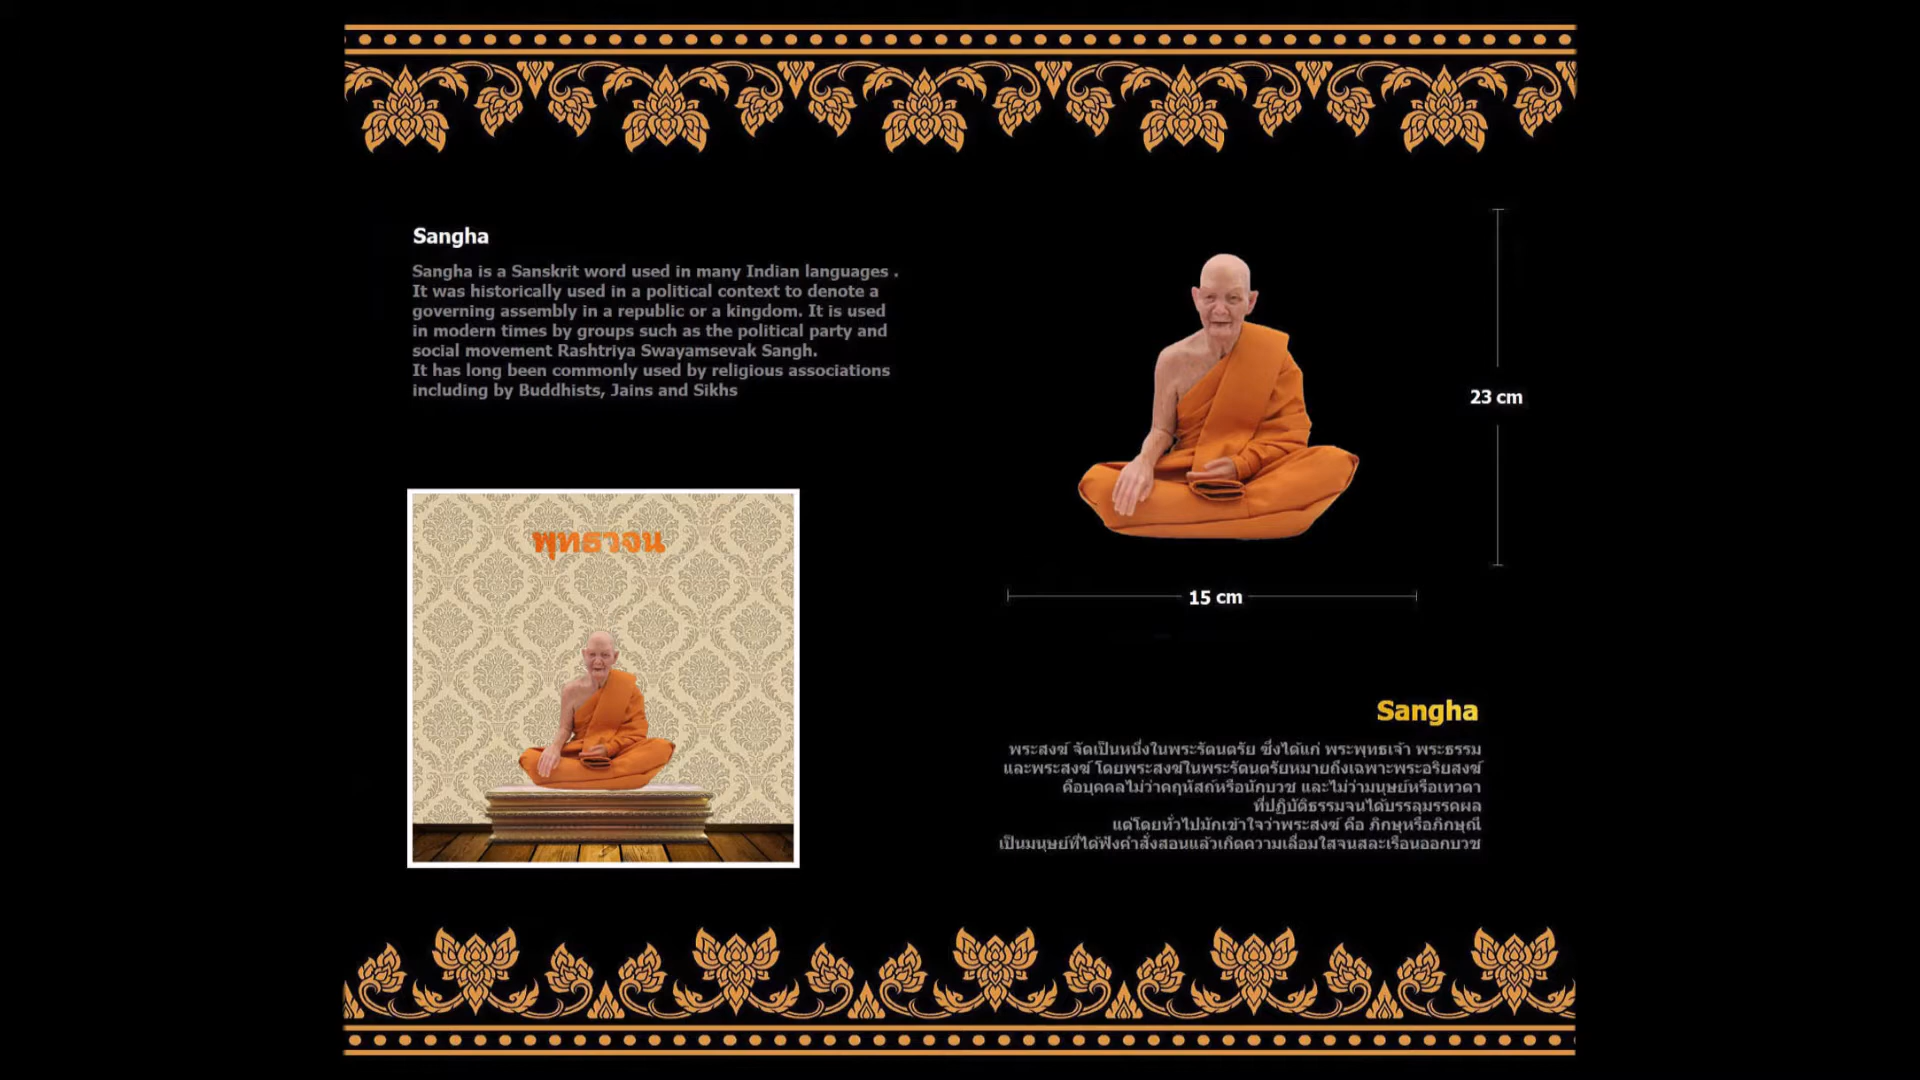 Sangha
Sangha is a Sanskrit word used in many Indian languages .
It was historically used in a political context to denote a
governing assembly in a republic or a kingdom. It is used
in modern times by groups such as the political party and
social movement Rashtriya Swayamsevak Sangh.
It has long been commonly used by religious associations
including by Buddhists, Jains and Sikhs
23 cm
15 cm
พุทธวจน
Sangha
พระสงฆ์ จัดเป็นหนึ่งในพระรัตนตรัย ซึ่งได้แก่ พระพุทธเจ้า พระธรรม
และพระสงฆ์ โดยพระสงฆ์ในพระรัตนตรัยหมายถึงเฉพาะพระอริยสงฆ์
คือบุคคลไม่ว่าคฤหัสถ์หรือนักบวช และไม่ว่ามนุษย์หรือเทวดา
ที่ปฏิบัติธรรมจนได้บรรลุมรรคผล
แต่โดยทั่วไปมักเข้าใจว่าพระสงฆ์ คือ ภิกษุหรือภิกษุณี
เป็นมนุษย์ที่ได้ฟังคำสั่งสอนแล้วเกิดความเลื่อมใสจนสละเรือนออกบวช